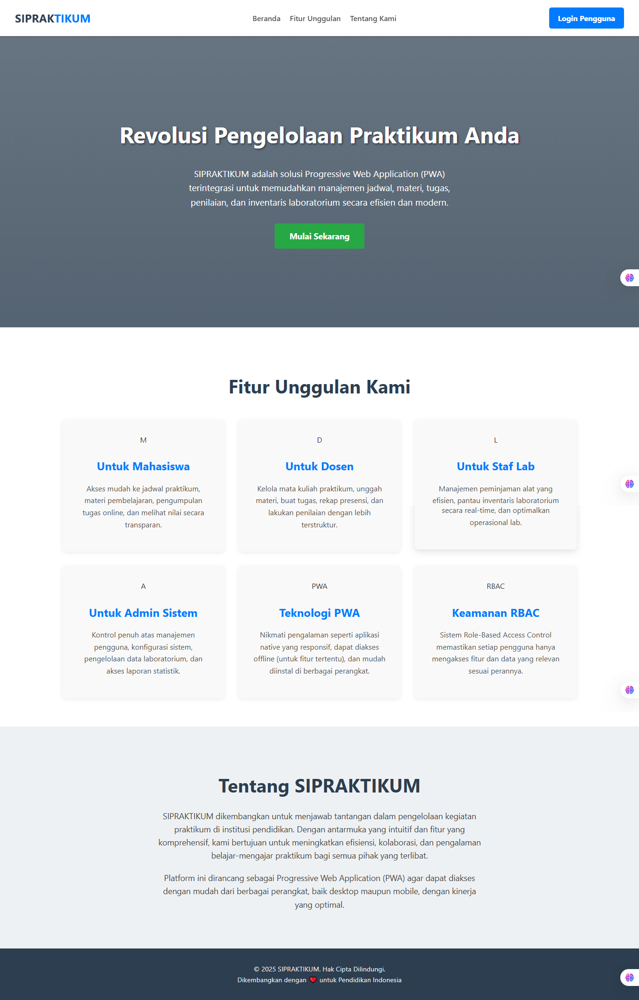 SIPRAKTIKUM
Beranda
Fitur Unggulan
Tentang Kami
Login Pengguna
Revolusi Pengelolaan Praktikum Anda
SIPRAKTIKUM adalah solusi Progressive Web Application (PWA)
terintegrasi untuk memudahkan manajemen jadwal, materi, tugas,
penilaian, dan inventaris laboratorium secara efisien dan modern.
Mulai Sekarang
Fitur Unggulan Kami
M
Untuk Mahasiswa
Akses mudah ke jadwal praktikum,
materi pembelajaran, pengumpulan
tugas online, dan melihat nilai secara
transparan.
D
Untuk Dosen
Kelola mata kuliah praktikum, unggah
materi, buat tugas, rekap presensi, dan
lakukan penilaian dengan lebih
terstruktur.
L
Untuk Staf Lab
Manajemen peminjaman alat yang
efisien, pantau inventaris laboratorium
secara real-time, dan optimalkan
operasional lab.
A
Untuk Admin Sistem
Kontrol penuh atas manajemen
pengguna, konfigurasi sistem,
pengelolaan data laboratorium, dan
akses laporan statistik.
PWA
Teknologi PWA
Nikmati pengalaman seperti aplikasi
native yang responsif, dapat diakses
offline (untuk fitur tertentu), dan mudah
diinstal di berbagai perangkat.
RBAC
Keamanan RBAC
Sistem Role-Based Access Control
memastikan setiap pengguna hanya
mengakses fitur dan data yang relevan
sesuai perannya.
Tentang SIPRAKTIKUM
SIPRAKTIKUM dikembangkan untuk menjawab tantangan dalam pengelolaan kegiatan
praktikum di institusi pendidikan. Dengan antarmuka yang intuitif dan fitur yang
komprehensif, kami bertujuan untuk meningkatkan efisiensi, kolaborasi, dan pengalaman
belajar-mengajar praktikum bagi semua pihak yang terlibat.
Platform ini dirancang sebagai Progressive Web Application (PWA) agar dapat diakses
dengan mudah dari berbagai perangkat, baik desktop maupun mobile, dengan kinerja
yang optimal.
© 2025 SIPRAKTIKUM. Hak Cipta Dilindungi.
Dikembangkan dengan ❤️ untuk Pendidikan Indonesia